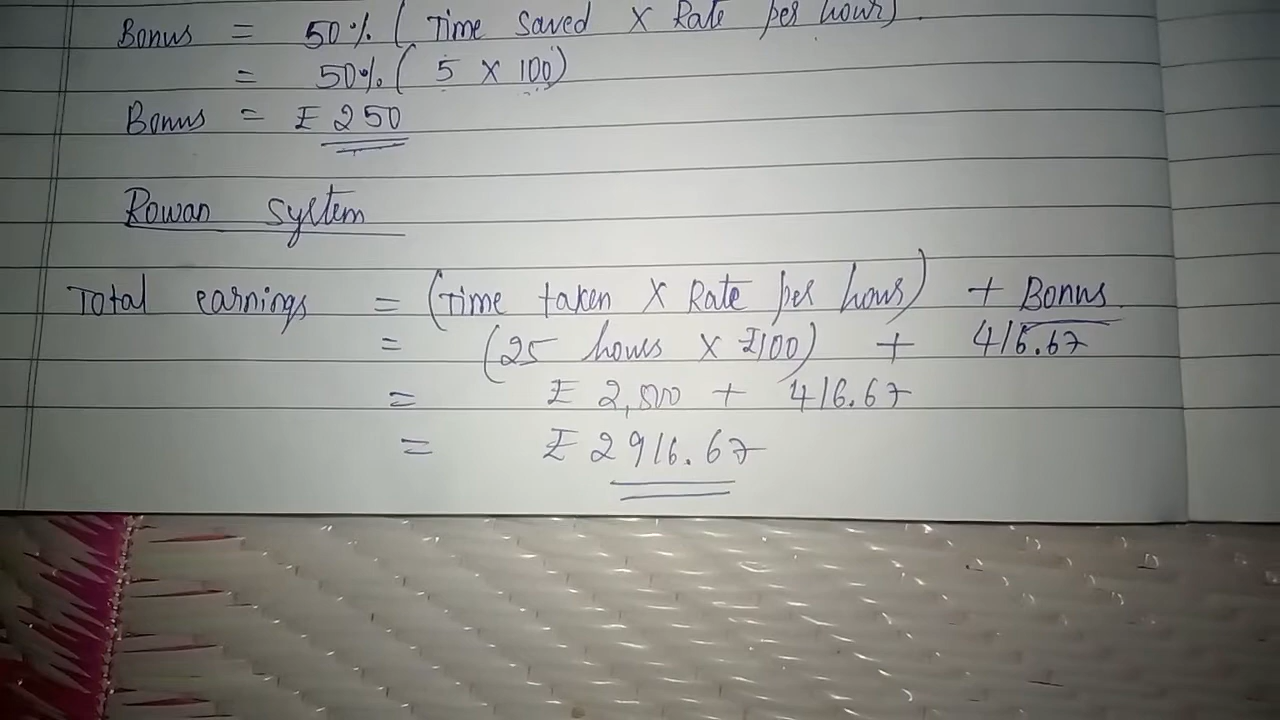 Bonus = 50% ( Time saved X Rate per hour)
= 50% ( 5 X 100)
Bonus = ₹ 250
Rowan system
Total earnings = (Time taken X Rate per hour) + Bonus
= (25 hours X ₹100) + 416.67
= ₹ 2,500 + 416.67
= ₹ 2916.67